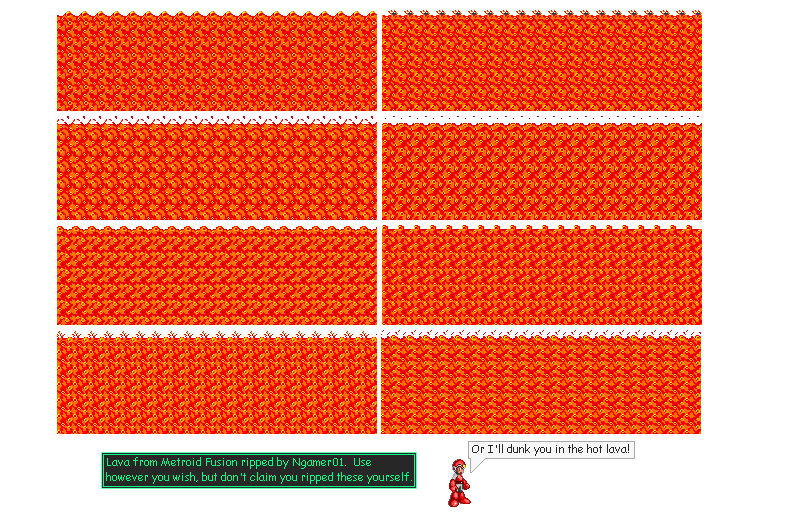 Lava from Metroid Fusion ripped by Ngamer01.  Use
however you wish, but don't claim you ripped these yourself.
Or I'll dunk you in the hot lava!